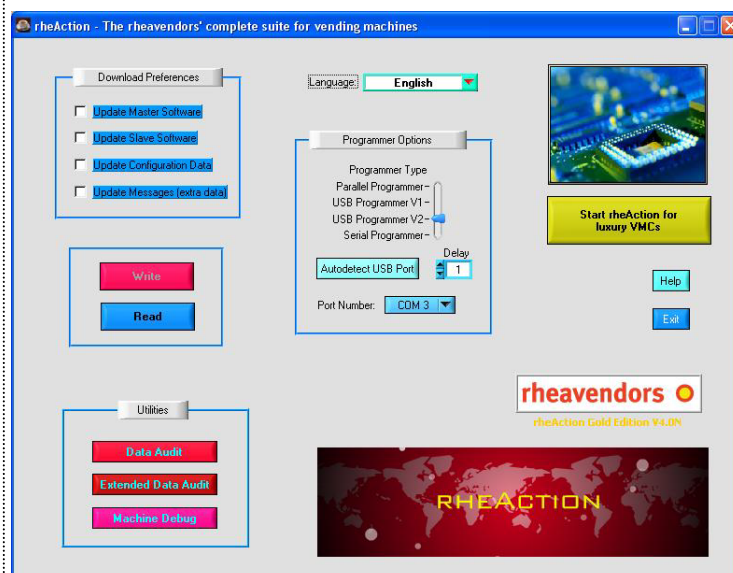 rheAction - The rheavendors' complete suite for vending machines
Download Preferences
Update Master Software
Update Slave Software
Update Configuration Data
Update Messages (extra data)
Write
Read
Utilities
Data Audit
Extended Data Audit
Machine Debug
Language: English
Programmer Options
Programmer Type
Parallel Programmer
USB Programmer V1
USB Programmer V2
Serial Programmer
Delay
Autodetect USB Port 1
Port Number: COM 3
Start rheAction for
luxury VMCs
Help
Exit
rheavendors
rheAction Gold Edition V4.0N
RHEACTION